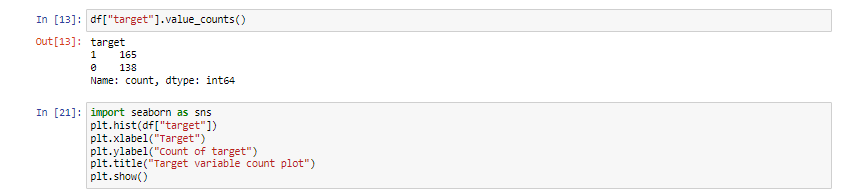 In [13]: df["target"].value_counts()
Out[13]: target
1    165
0    138
Name: count, dtype: int64
In [21]: import seaborn as sns
plt.hist(df["target"])
plt.xlabel("Target")
plt.ylabel("Count of target")
plt.title("Target variable count plot")
plt.show()